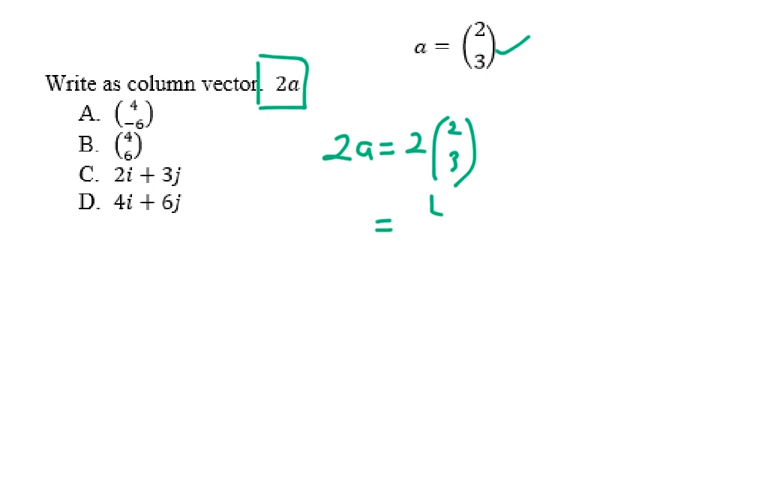 a = (2
3) ✓
Write as column vector. 2a
A. (4
-6)
B. (4
6)
C. 2i + 3j
D. 4i + 6j
2a = 2(2
3)
=